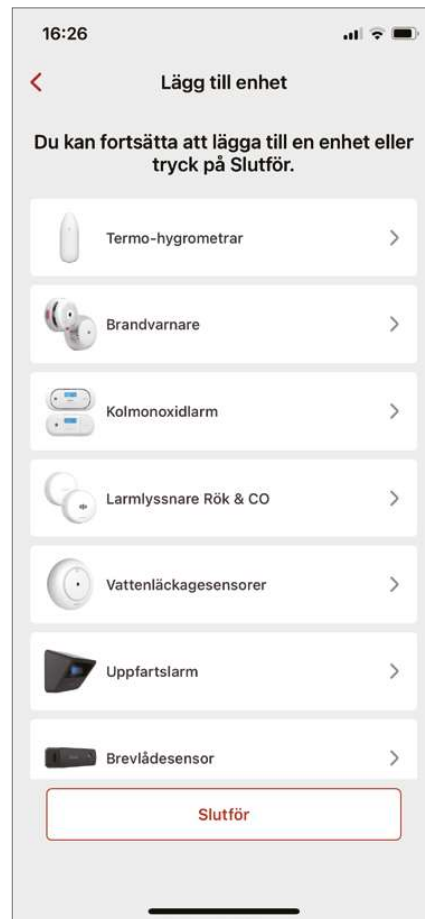 16:26
Lägg till enhet
Du kan fortsätta att lägga till en enhet eller
tryck på Slutför.
Termo-hygrometrar
Brandvarnare
Kolmonoxidlarm
Larmlyssnare Rök & CO
Vattenläckagesensorer
Uppfartslarm
Brevlådesensor
Slutför